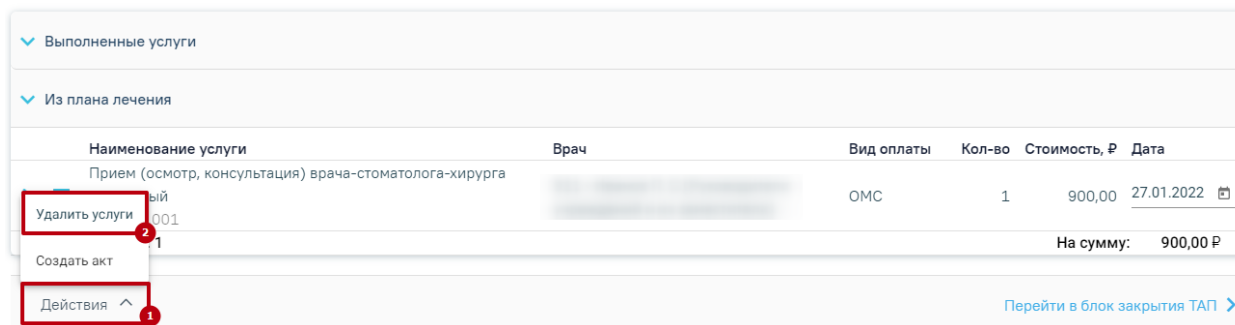 Выполненные услуги
Из плана лечения
Наименование услуги Врач Вид оплаты Кол-во Стоимость, ₽ Дата
Прием (осмотр, консультация) врача-стоматолога-хирурга
ОМС 1 900,00 27.01.2022
Удалить услуги
2
001
1 На сумму: 900,00 ₽
Создать акт
Действия
1
Перейти в блок закрытия ТАП